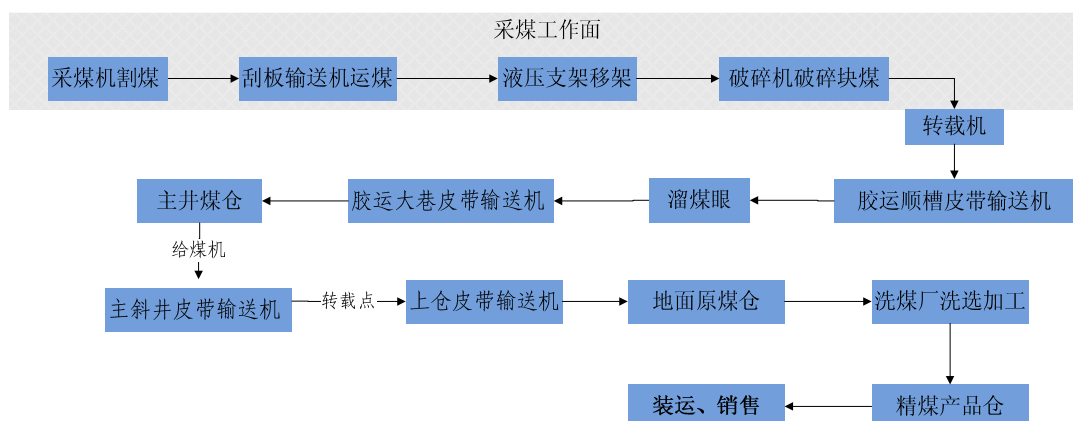 采煤工作面
采煤机割煤
刮板输送机运煤
液压支架移架
破碎机破碎块煤
转载机
胶运顺槽皮带输送机
溜煤眼
胶运大巷皮带输送机
主井煤仓
给煤机
主斜井皮带输送机
转载点
上仓皮带输送机
地面原煤仓
洗煤厂洗选加工
精煤产品仓
装运、销售